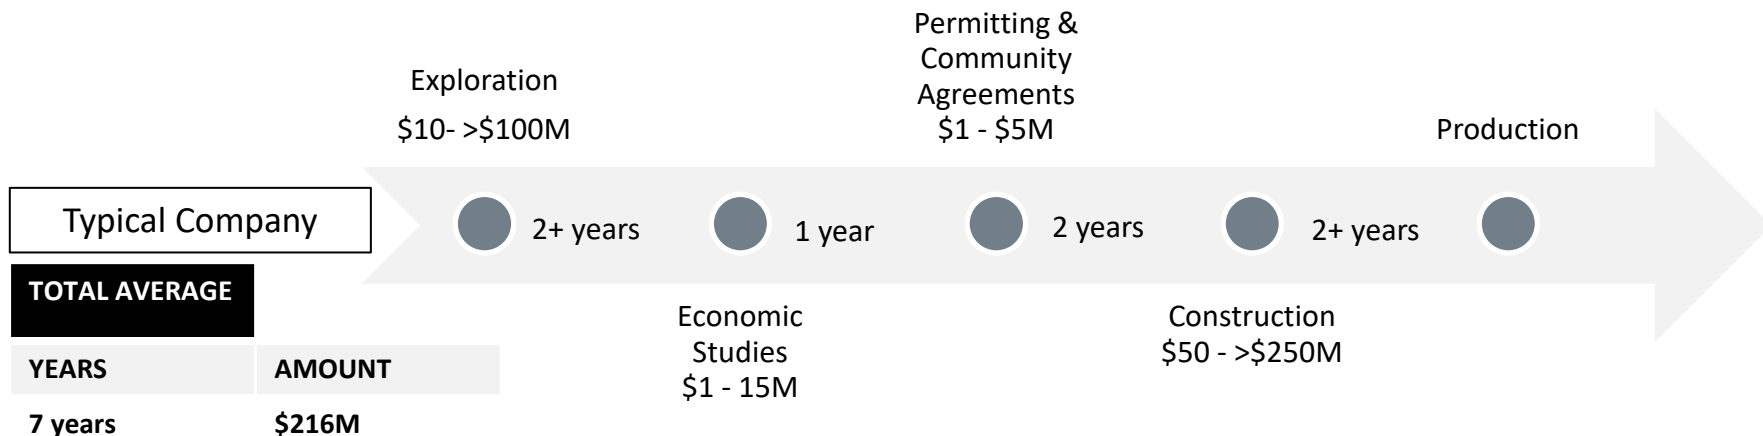 Permitting &
Community
Agreements
$1 - $5M
Exploration
$10- >$100M
Production
Typical Company
2+ years
1 year
2 years
2+ years
TOTAL AVERAGE
YEARS
AMOUNT
7 years
$216M
Economic
Studies
$1 - 15M
Construction
$50 - >$250M